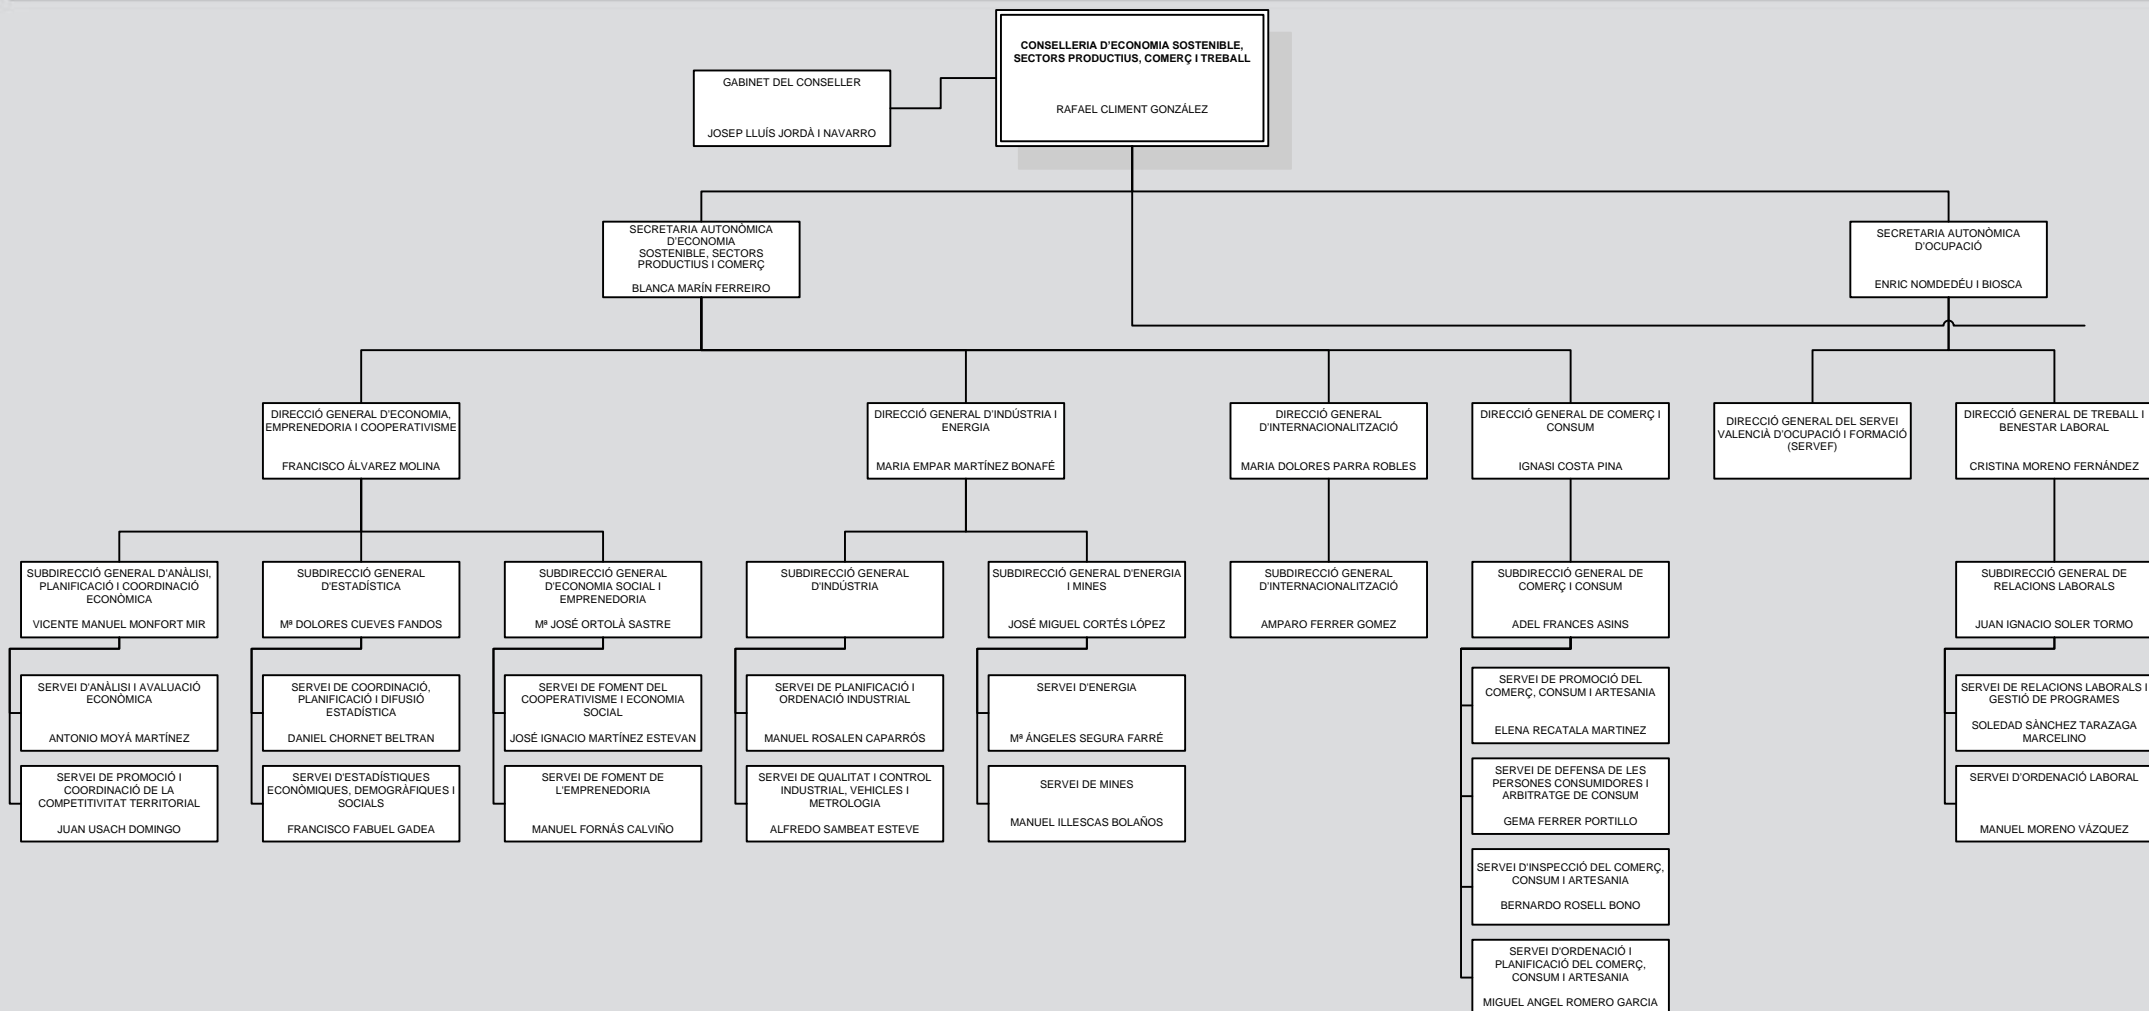 CONSELLERIA D'ECONOMIA SOSTENIBLE,
SECTORS PRODUCTIUS, COMERÇ I TREBALL
RAFAEL CLIMENT GONZÁLEZ
GABINET DEL CONSELLER
JOSEP LLUÍS JORDÀ I NAVARRO
SECRETARIA AUTONÒMICA
D'ECONOMIA
SOSTENIBLE, SECTORS
PRODUCTIUS I COMERÇ
BLANCA MARÍN FERREIRO
SECRETARIA AUTONÒMICA
D'OCUPACIÓ
ENRIC NOMDEDÉU I BIOSCA
DIRECCIÓ GENERAL D'ECONOMIA,
EMPRENEDORIA I COOPERATIVISME
FRANCISCO ÁLVAREZ MOLINA
DIRECCIÓ GENERAL D'INDÚSTRIA I
ENERGIA
MARIA EMPAR MARTÍNEZ BONAFÉ
DIRECCIÓ GENERAL
D'INTERNACIONALITZACIÓ
MARIA DOLORES PARRA ROBLES
DIRECCIÓ GENERAL DE COMERÇ I
CONSUM
IGNASI COSTA PINA
DIRECCIÓ GENERAL DEL SERVEI
VALENCIÀ D'OCUPACIÓ I FORMACIÓ
(SERVEF)
DIRECCIÓ GENERAL DE TREBALL I
BENESTAR LABORAL
CRISTINA MORENO FERNÁNDEZ
SUBDIRECCIÓ GENERAL D'ANÀLISI,
PLANIFICACIÓ I COORDINACIÓ
ECONÒMICA
VICENTE MANUEL MONFORT MIR
SUBDIRECCIÓ GENERAL
D'ESTADÍSTICA
Mª DOLORES CUEVES FANDOS
SUBDIRECCIÓ GENERAL
D'ECONOMIA SOCIAL I
EMPRENEDORIA
Mª JOSÉ ORTOLÀ SASTRE
SUBDIRECCIÓ GENERAL
D'INDÚSTRIA
SUBDIRECCIÓ GENERAL D'ENERGIA
I MINES
JOSÉ MIGUEL CORTÉS LÓPEZ
SUBDIRECCIÓ GENERAL
D'INTERNACIONALITZACIÓ
AMPARO FERRER GOMEZ
SUBDIRECCIÓ GENERAL DE
COMERÇ I CONSUM
ADEL FRANCES ASINS
SUBDIRECCIÓ GENERAL DE
RELACIONS LABORALS
JUAN IGNACIO SOLER TORMO
SERVEI D'ANÀLISI I AVALUACIÓ
ECONÒMICA
ANTONIO MOYÁ MARTÍNEZ
SERVEI DE PROMOCIÓ I
COORDINACIÓ DE LA
COMPETITIVITAT TERRITORIAL
JUAN USACH DOMINGO
SERVEI DE COORDINACIÓ,
PLANIFICACIÓ I DIFUSIÓ
ESTADÍSTICA
DANIEL CHORNET BELTRAN
SERVEI D'ESTADÍSTIQUES
ECONÒMIQUES, DEMOGRÀFIQUES I
SOCIALS
FRANCISCO FABUEL GADEA
SERVEI DE FOMENT DEL
COOPERATIVISME I ECONOMIA
SOCIAL
JOSÉ IGNACIO MARTÍNEZ ESTEVAN
SERVEI DE FOMENT DE
L'EMPRENEDORIA
MANUEL FORNÁS CALVIÑO
SERVEI DE PLANIFICACIÓ I
ORDENACIÓ INDUSTRIAL
MANUEL ROSALEN CAPARRÓS
SERVEI DE QUALITAT I CONTROL
INDUSTRIAL, VEHICLES I
METROLOGIA
ALFREDO SAMBEAT ESTEVE
SERVEI D'ENERGIA
Mª ÁNGELES SEGURA FARRÉ
SERVEI DE MINES
MANUEL ILLESCAS BOLAÑOS
SERVEI DE PROMOCIÓ DEL
COMERÇ, CONSUM I ARTESANIA
ELENA RECATALA MARTINEZ
SERVEI DE DEFENSA DE LES
PERSONES CONSUMIDORES I
ARBITRATGE DE CONSUM
GEMA FERRER PORTILLO
SERVEI D'INSPECCIÓ DEL COMERÇ,
CONSUM I ARTESANIA
BERNARDO ROSELL BONO
SERVEI D'ORDENACIÓ I
PLANIFICACIÓ DEL COMERÇ,
CONSUM I ARTESANIA
MIGUEL ANGEL ROMERO GARCIA
SERVEI DE RELACIONS LABORALS I
GESTIÓ DE PROGRAMES
SOLEDAD SÀNCHEZ TARAZAGA
MARCELINO
SERVEI D'ORDENACIÓ LABORAL
MANUEL MORENO VÁZQUEZ